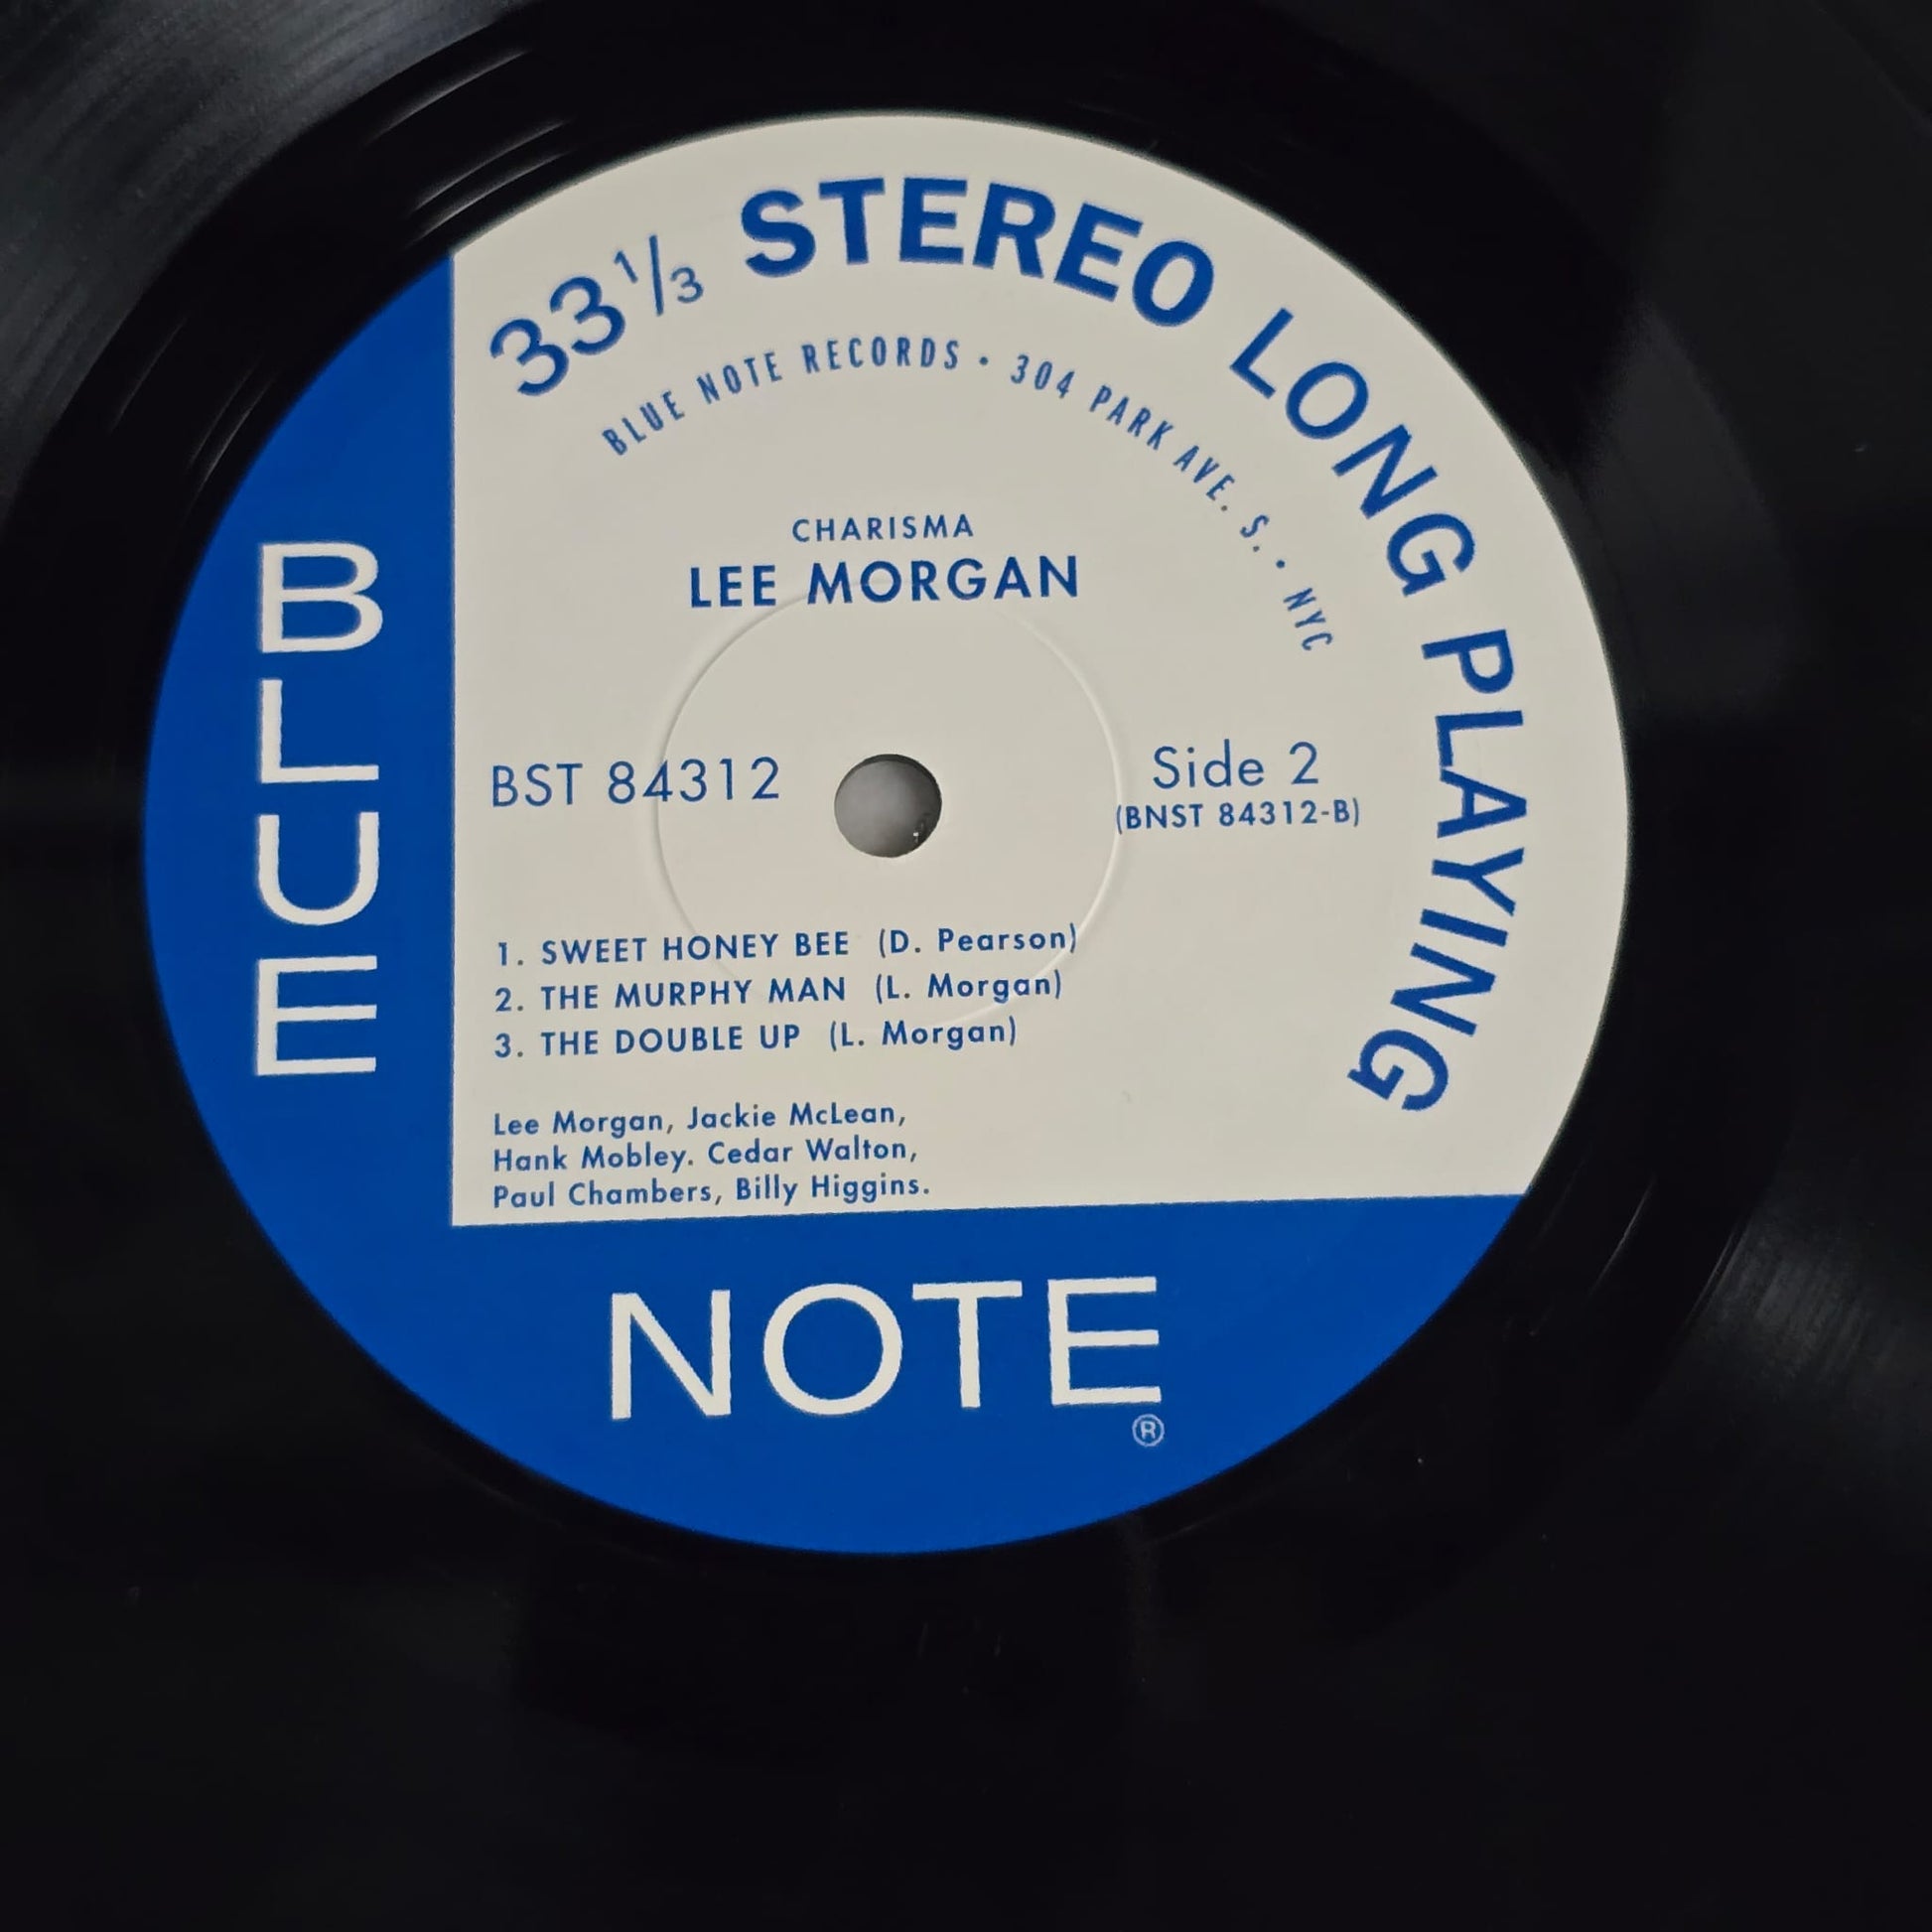 33 1/3 STEREO LONG PLAYING
BLUE NOTE RECORDS • 304 PARK AVE. S. • NYC
CHARISMA
LEE MORGAN
BST 84312
Side 2
(BNST 84312-B)
1. SWEET HONEY BEE (D. Pearson)
2. THE MURPHY MAN (L. Morgan)
3. THE DOUBLE UP (L. Morgan)
Lee Morgan, Jackie McLean,
Hank Mobley. Cedar Walton,
Paul Chambers, Billy Higgins.
BLUE
NOTE
®